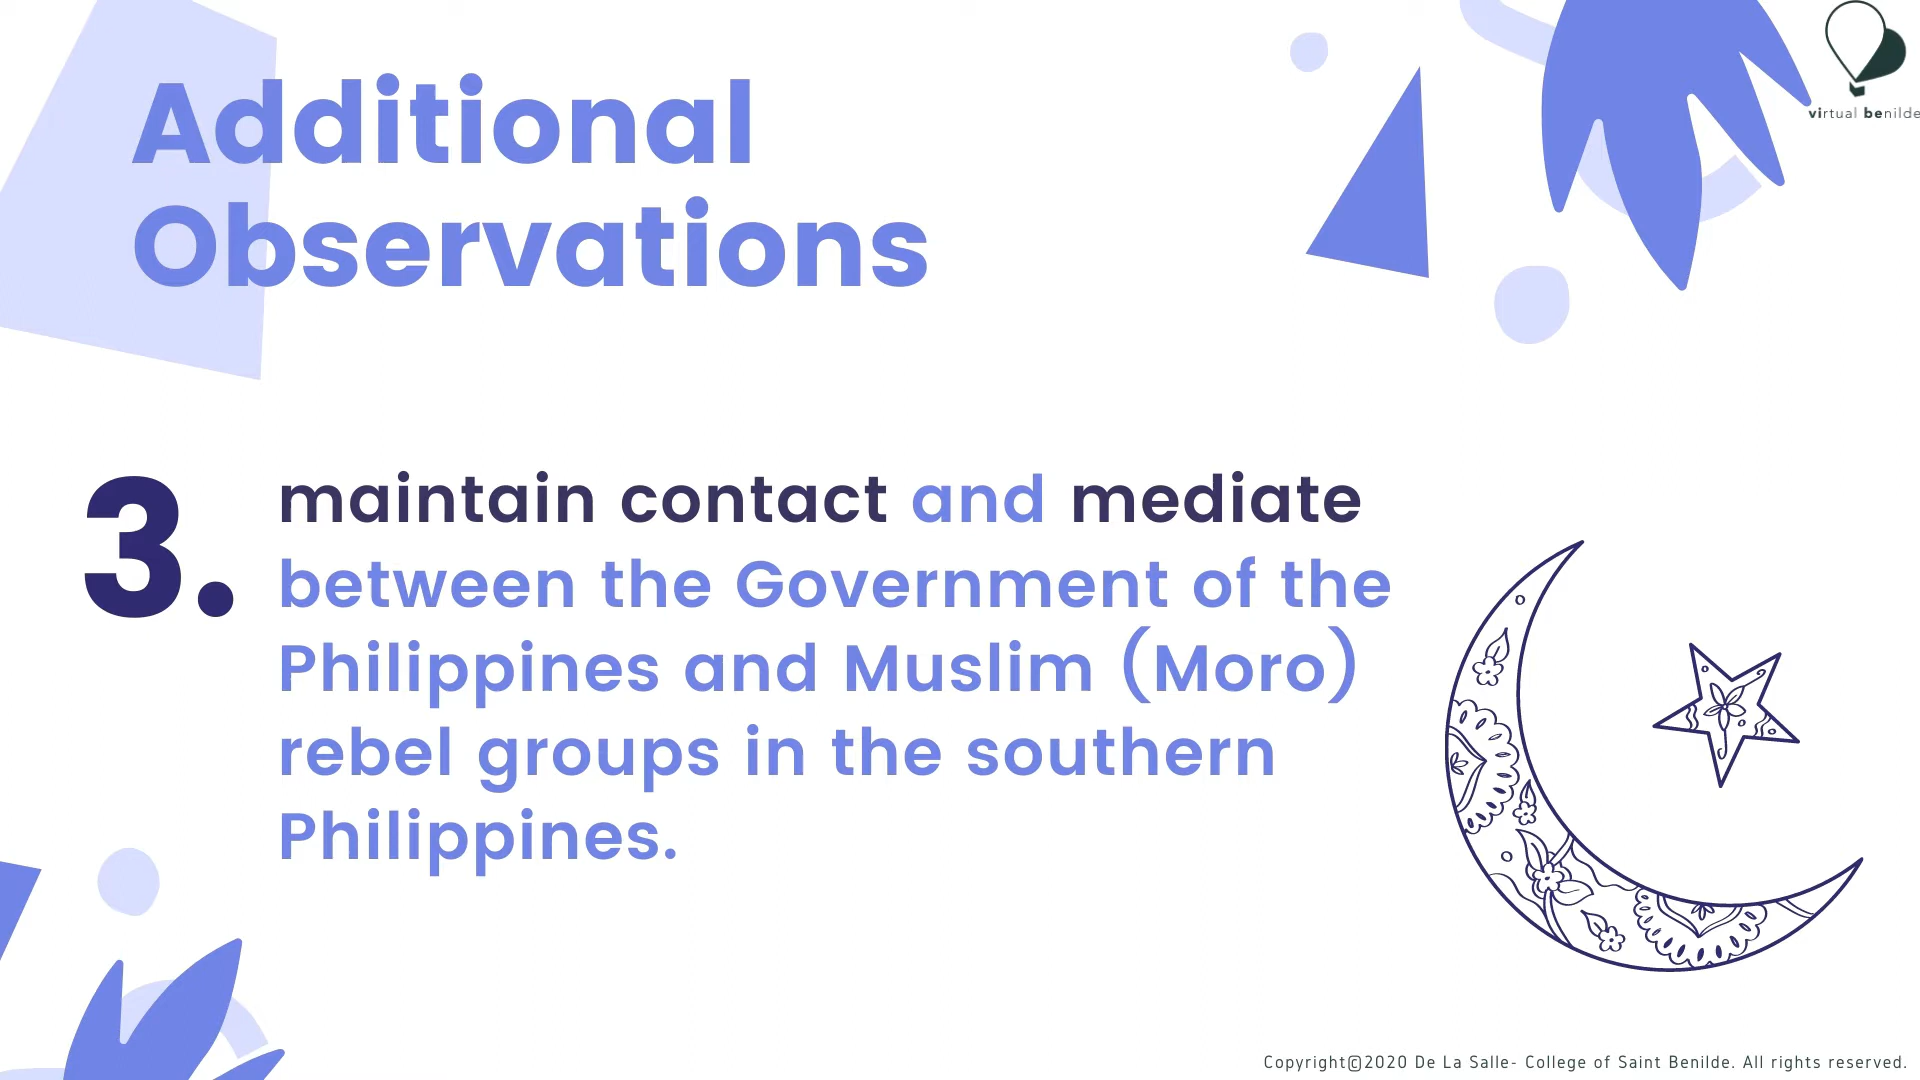 virtual benilde
Additional
Observations
3.
maintain contact and mediate
between the Government of the
Philippines and Muslim (Moro)
rebel groups in the southern
Philippines.
Copyright©2020 De La Salle- College of Saint Benilde. All rights reserved.